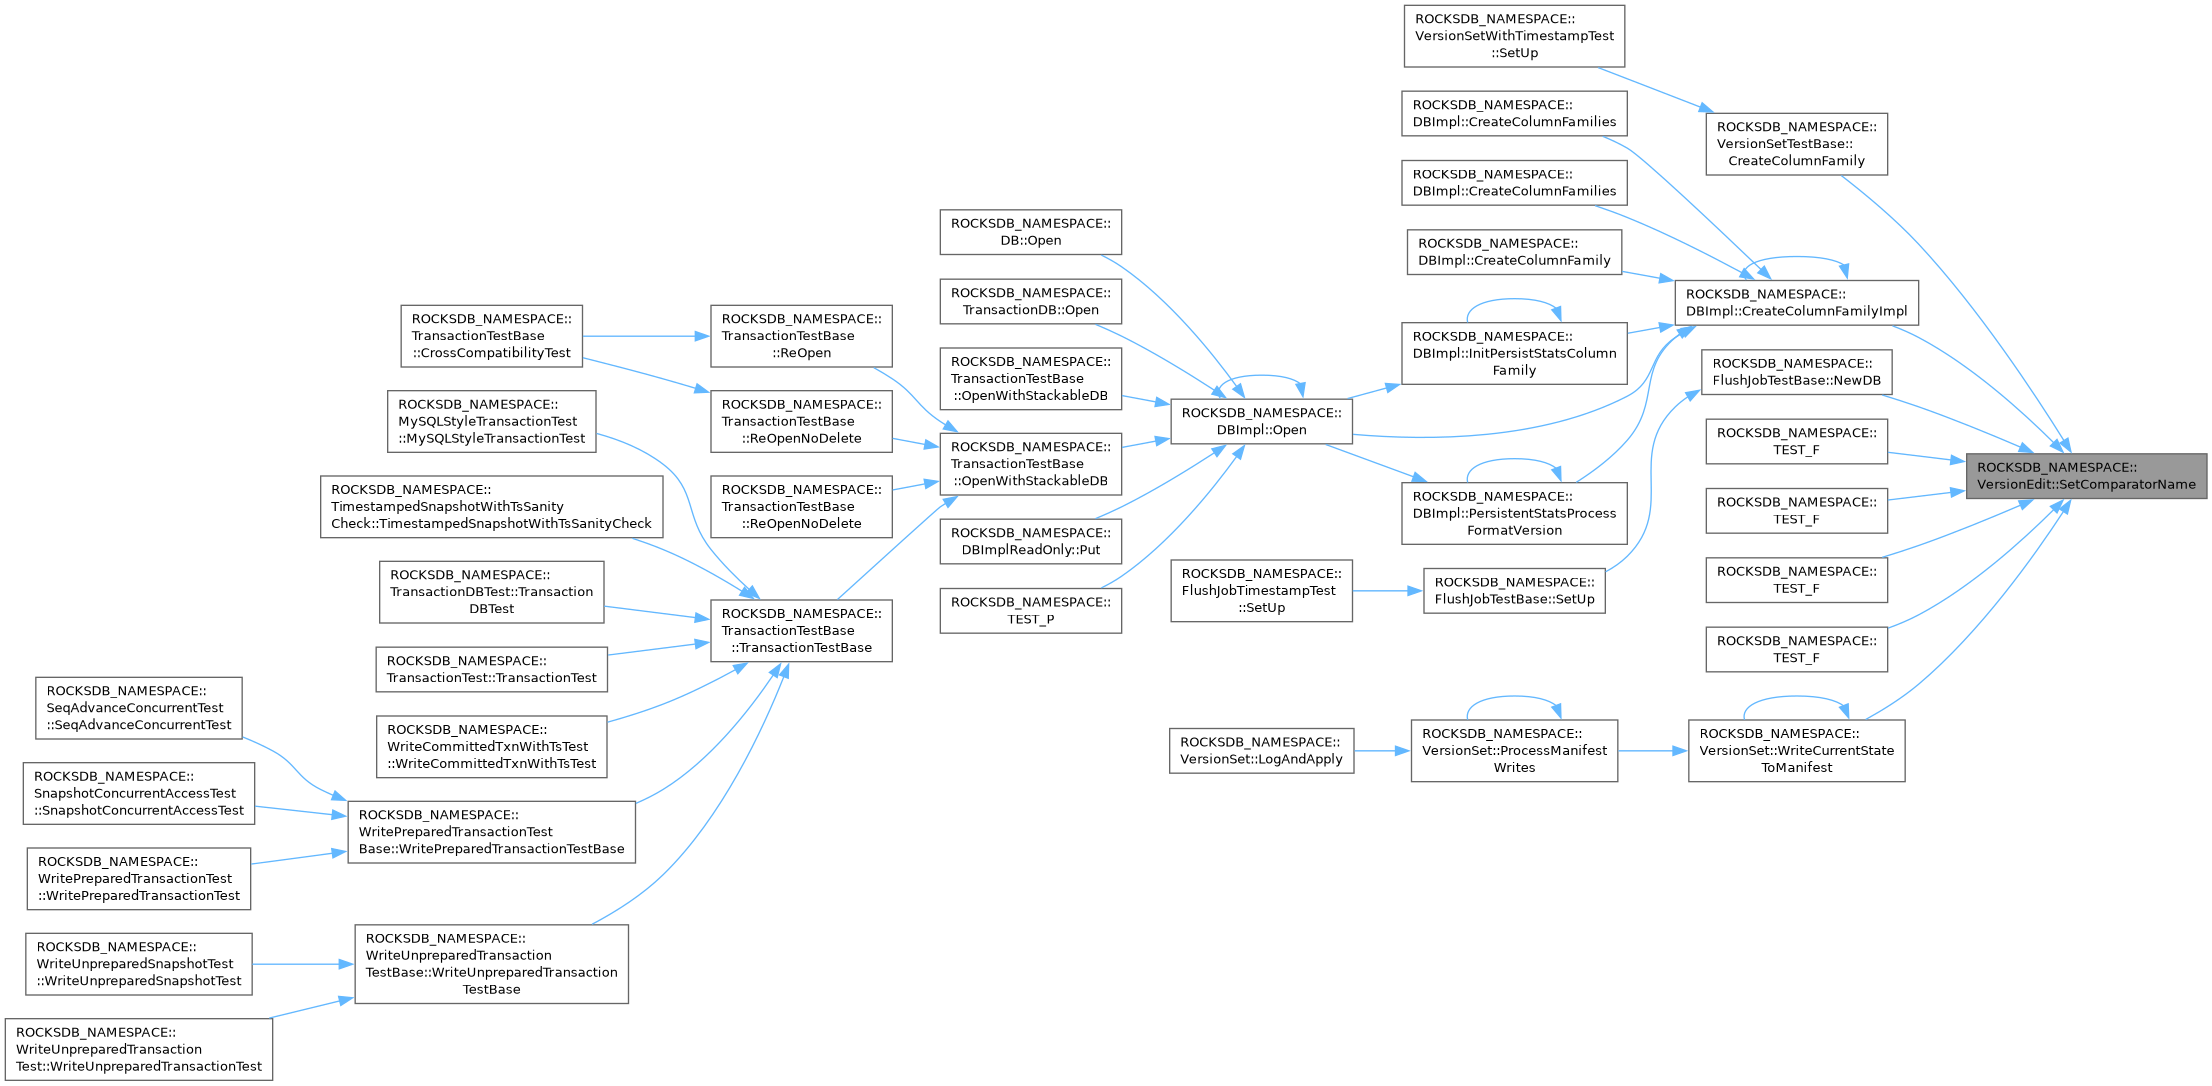 ROCKSDB_NAMESPACE::
VersionSetWithTimestampTest
::SetUp
ROCKSDB_NAMESPACE::
DBImpl::CreateColumnFamilies
ROCKSDB_NAMESPACE::
VersionSetTestBase::
CreateColumnFamily
ROCKSDB_NAMESPACE::
DBImpl::CreateColumnFamilies
ROCKSDB_NAMESPACE::
DB::Open
ROCKSDB_NAMESPACE::
DBImpl::CreateColumnFamily
ROCKSDB_NAMESPACE::
TransactionDB::Open
ROCKSDB_NAMESPACE::
DBImpl::CreateColumnFamilyImpl
ROCKSDB_NAMESPACE::
TransactionTestBase
::CrossCompatibilityTest
ROCKSDB_NAMESPACE::
TransactionTestBase
::ReOpen
ROCKSDB_NAMESPACE::
DBImpl::InitPersistStatsColumn
Family
ROCKSDB_NAMESPACE::
TransactionTestBase
::OpenWithStackableDB
ROCKSDB_NAMESPACE::
FlushJobTestBase::NewDB
ROCKSDB_NAMESPACE::
MySQLStyleTransactionTest
::MySQLStyleTransactionTest
ROCKSDB_NAMESPACE::
TransactionTestBase
::ReOpenNoDelete
ROCKSDB_NAMESPACE::
DBImpl::Open
ROCKSDB_NAMESPACE::
TEST_F
ROCKSDB_NAMESPACE::
TransactionTestBase
::OpenWithStackableDB
ROCKSDB_NAMESPACE::
VersionEdit::SetComparatorName
ROCKSDB_NAMESPACE::
TimestampedSnapshotWithTsSanity
Check::TimestampedSnapshotWithTsSanityCheck
ROCKSDB_NAMESPACE::
TransactionTestBase
::ReOpenNoDelete
ROCKSDB_NAMESPACE::
DBImpl::PersistentStatsProcess
FormatVersion
ROCKSDB_NAMESPACE::
TEST_F
ROCKSDB_NAMESPACE::
DBImplReadOnly::Put
ROCKSDB_NAMESPACE::
TransactionDBTest::Transaction
DBTest
ROCKSDB_NAMESPACE::
FlushJobTimestampTest
::SetUp
ROCKSDB_NAMESPACE::
FlushJobTestBase::SetUp
ROCKSDB_NAMESPACE::
TEST_F
ROCKSDB_NAMESPACE::
TEST_P
ROCKSDB_NAMESPACE::
TransactionTestBase
::TransactionTestBase
ROCKSDB_NAMESPACE::
TEST_F
ROCKSDB_NAMESPACE::
TransactionTest::TransactionTest
ROCKSDB_NAMESPACE::
SeqAdvanceConcurrentTest
::SeqAdvanceConcurrentTest
ROCKSDB_NAMESPACE::
WriteCommittedTxnWithTsTest
::WriteCommittedTxnWithTsTest
ROCKSDB_NAMESPACE::
VersionSet::LogAndApply
ROCKSDB_NAMESPACE::
VersionSet::ProcessManifest
Writes
ROCKSDB_NAMESPACE::
VersionSet::WriteCurrentState
ToManifest
ROCKSDB_NAMESPACE::
SnapshotConcurrentAccessTest
::SnapshotConcurrentAccessTest
ROCKSDB_NAMESPACE::
WritePreparedTransactionTest
Base::WritePreparedTransactionTestBase
ROCKSDB_NAMESPACE::
WritePreparedTransactionTest
::WritePreparedTransactionTest
ROCKSDB_NAMESPACE::
WriteUnpreparedTransaction
TestBase::WriteUnpreparedTransaction
TestBase
ROCKSDB_NAMESPACE::
WriteUnpreparedSnapshotTest
::WriteUnpreparedSnapshotTest
ROCKSDB_NAMESPACE::
WriteUnpreparedTransaction
Test::WriteUnpreparedTransactionTest